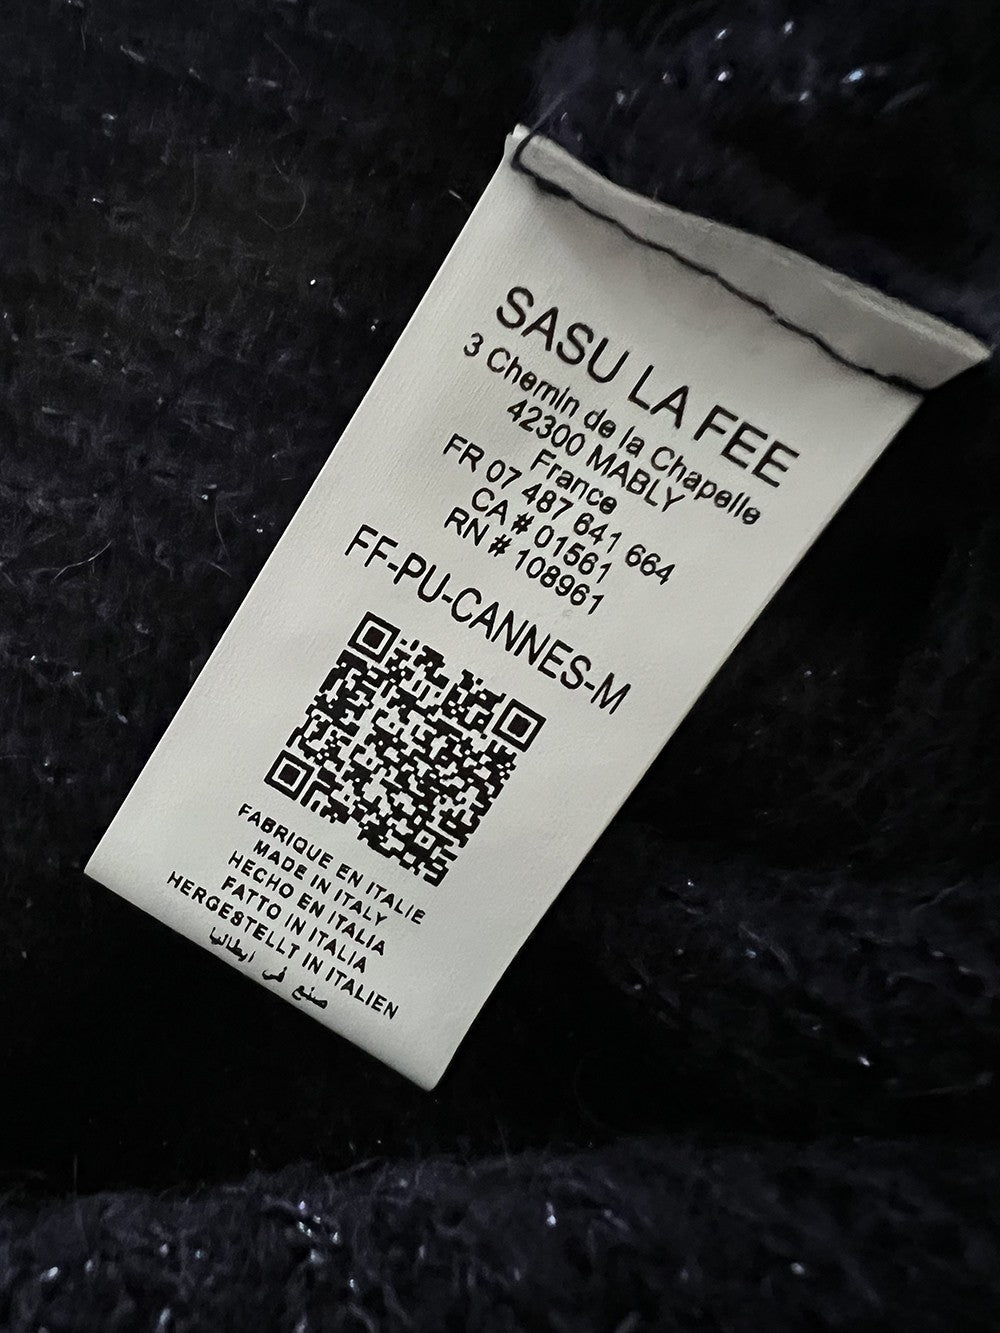 SASU LA FEE
3 Chemin de la Chapelle
42300 MABLY
France
FR 07 487 641 664
CA # 01561
RN # 108961
FF-PU-CANNES-M
FABRIQUE EN ITALIE
MADE IN ITALY
HECHO EN ITALIA
FATTO IN ITALIA
HERGESTELLT IN ITALIEN
صنع في ايطاليا